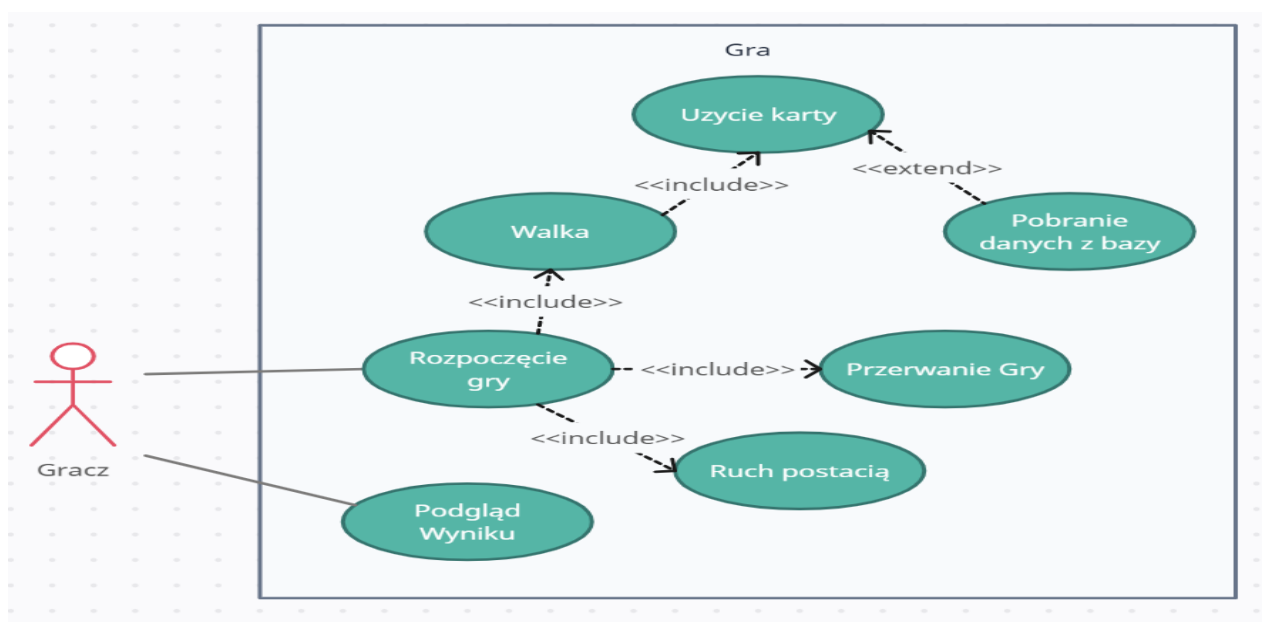 Gra
Uzycie karty
<<extend>>
<<include>>
Pobranie
danych z bazy
Walka
<<include>>
Rozpoczęcie
gry
<<include>>
Przerwanie Gry
<<include>>
Ruch postacią
Gracz
Podgląd
Wyniku